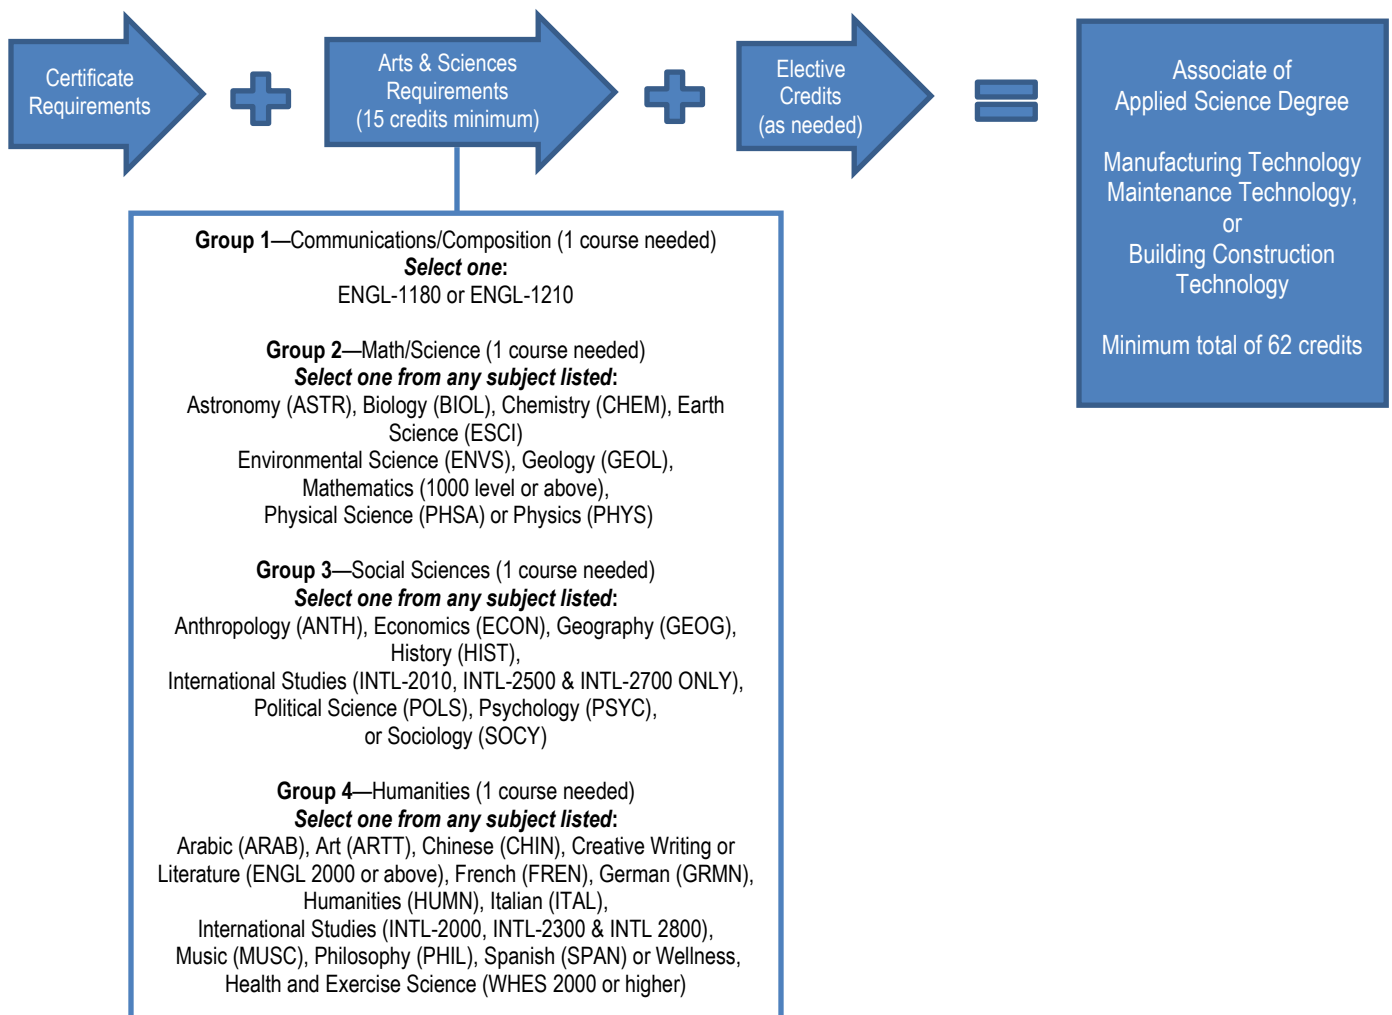 Certificate
Requirements
Arts & Sciences
Requirements
(15 credits minimum)
Elective
Credits
(as needed)
Associate of
Applied Science Degree
Manufacturing Technology
Maintenance Technology,
or
Building Construction
Technology
Minimum total of 62 credits
Group 1—Communications/Composition (1 course needed)
Select one:
ENGL-1180 or ENGL-1210
Group 2—Math/Science (1 course needed)
Select one from any subject listed:
Astronomy (ASTR), Biology (BIOL), Chemistry (CHEM), Earth
Science (ESCI)
Environmental Science (ENVS), Geology (GEOL),
Mathematics (1000 level or above),
Physical Science (PHSA) or Physics (PHYS)
Group 3—Social Sciences (1 course needed)
Select one from any subject listed:
Anthropology (ANTH), Economics (ECON), Geography (GEOG),
History (HIST),
International Studies (INTL-2010, INTL-2500 & INTL-2700 ONLY),
Political Science (POLS), Psychology (PSYC),
or Sociology (SOCY)
Group 4—Humanities (1 course needed)
Select one from any subject listed:
Arabic (ARAB), Art (ARTT), Chinese (CHIN), Creative Writing or
Literature (ENGL 2000 or above), French (FREN), German (GRMN),
Humanities (HUMN), Italian (ITAL),
International Studies (INTL-2000, INTL-2300 & INTL 2800),
Music (MUSC), Philosophy (PHIL), Spanish (SPAN) or Wellness,
Health and Exercise Science (WHES 2000 or higher)